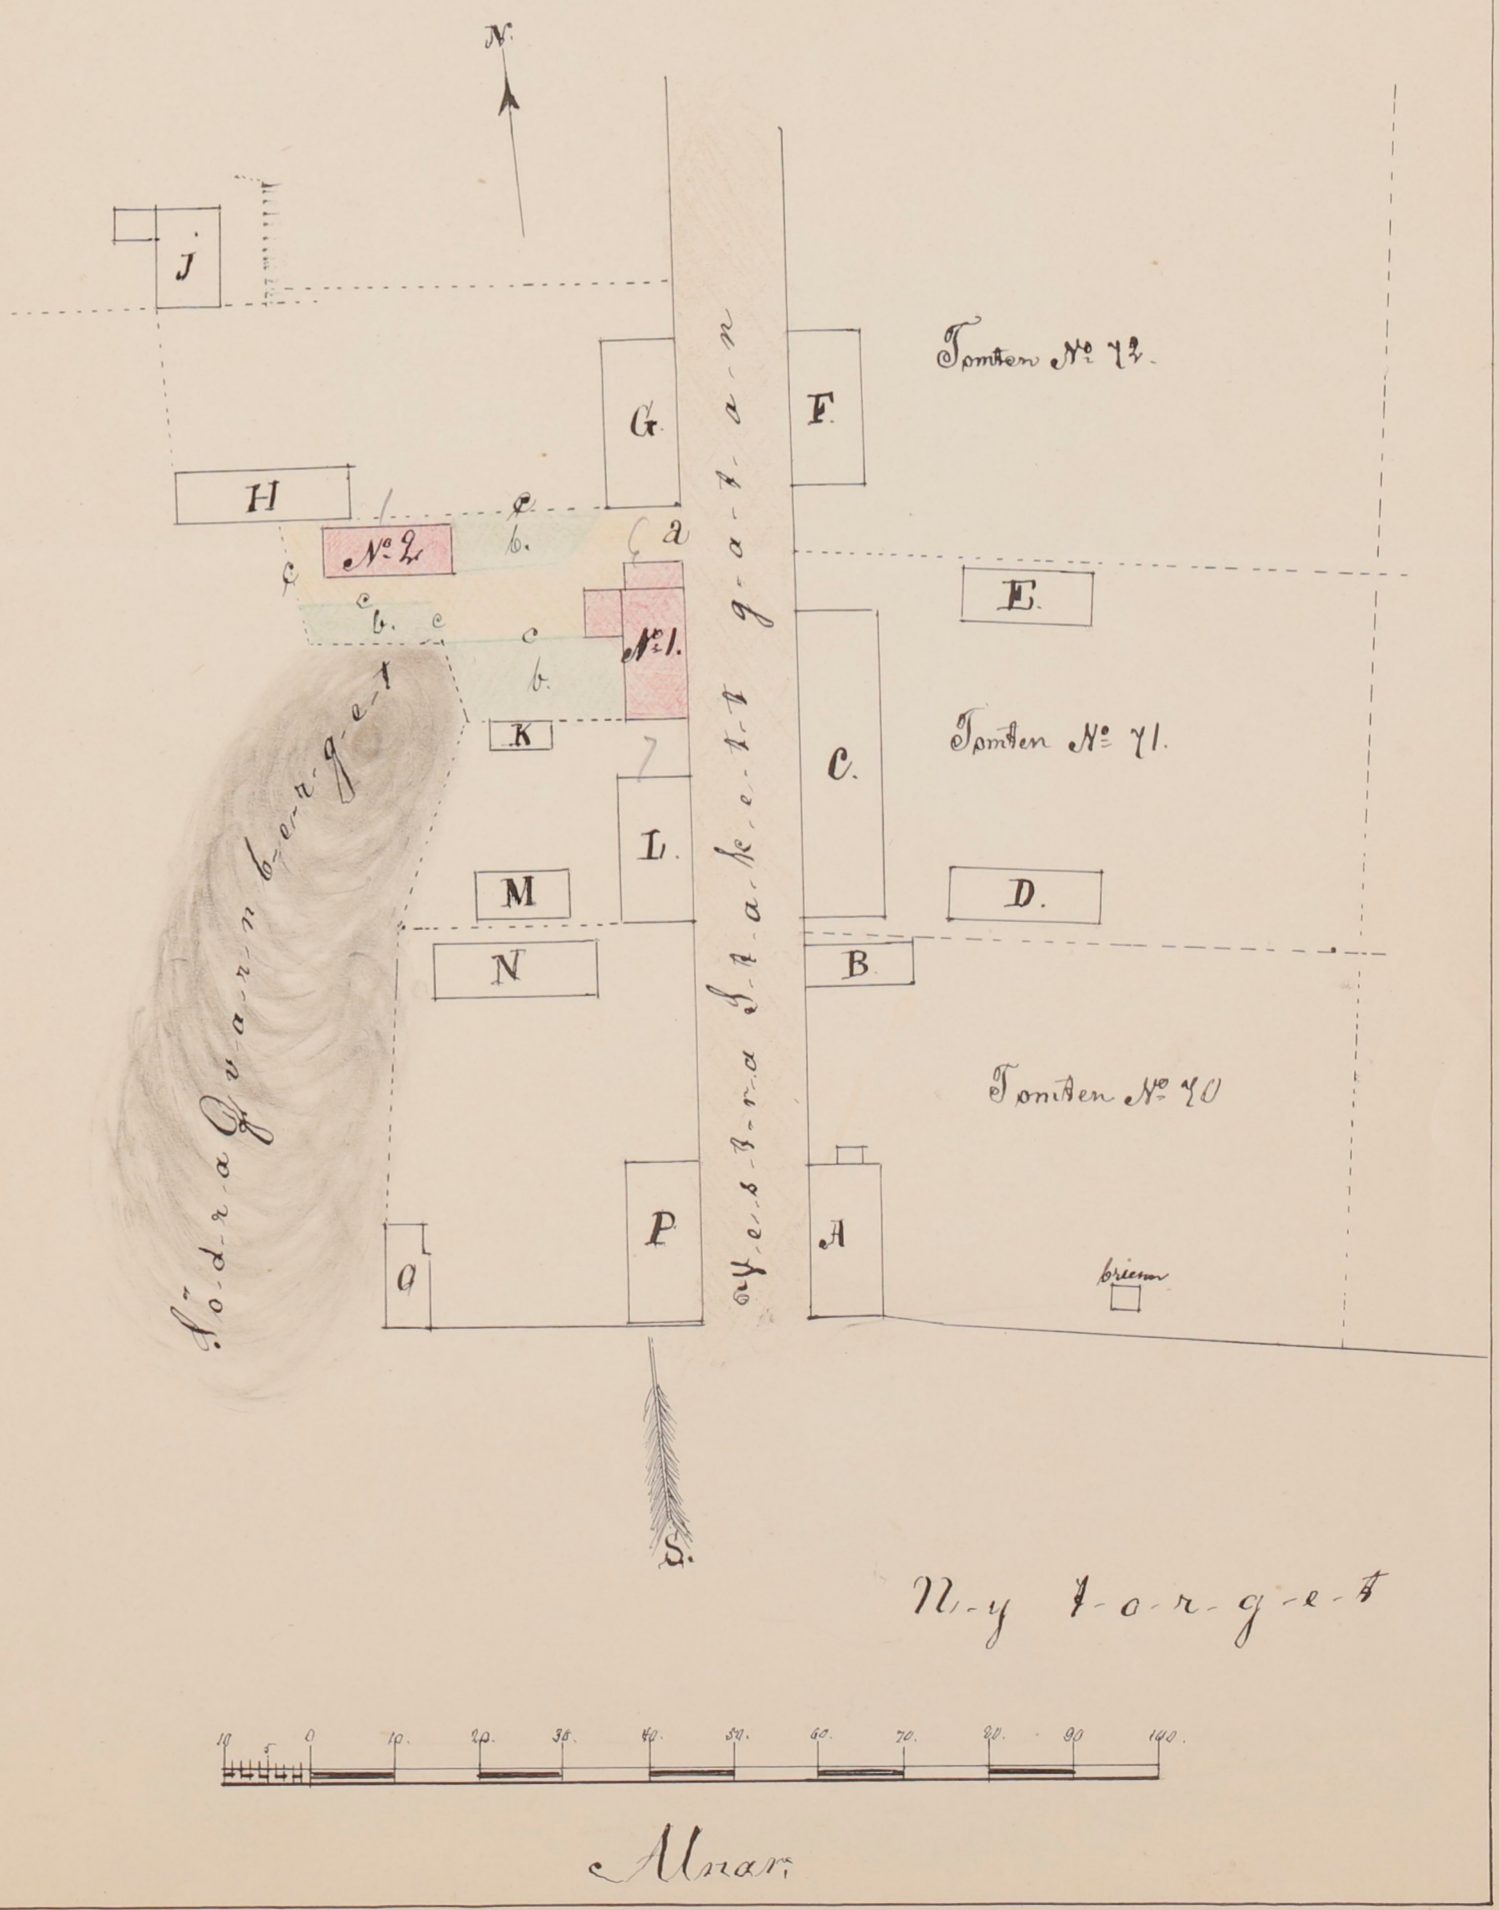 N.
J
Tomten No 72.
G.
F.
H
c
a
No 2.
b.
c
c
b.
c
c
E.
No 1.
b.
K
Tomten No 71.
C.
L.
M
D.
N
B.
Södra Qvarnberget
Vestra Stakettgatan
Tomten No 70
P
A
O
brunn
S.
Ny torget
10 5 0 10. 20. 30. 40. 50. 60. 70. 80. 90 100.
Alnar.